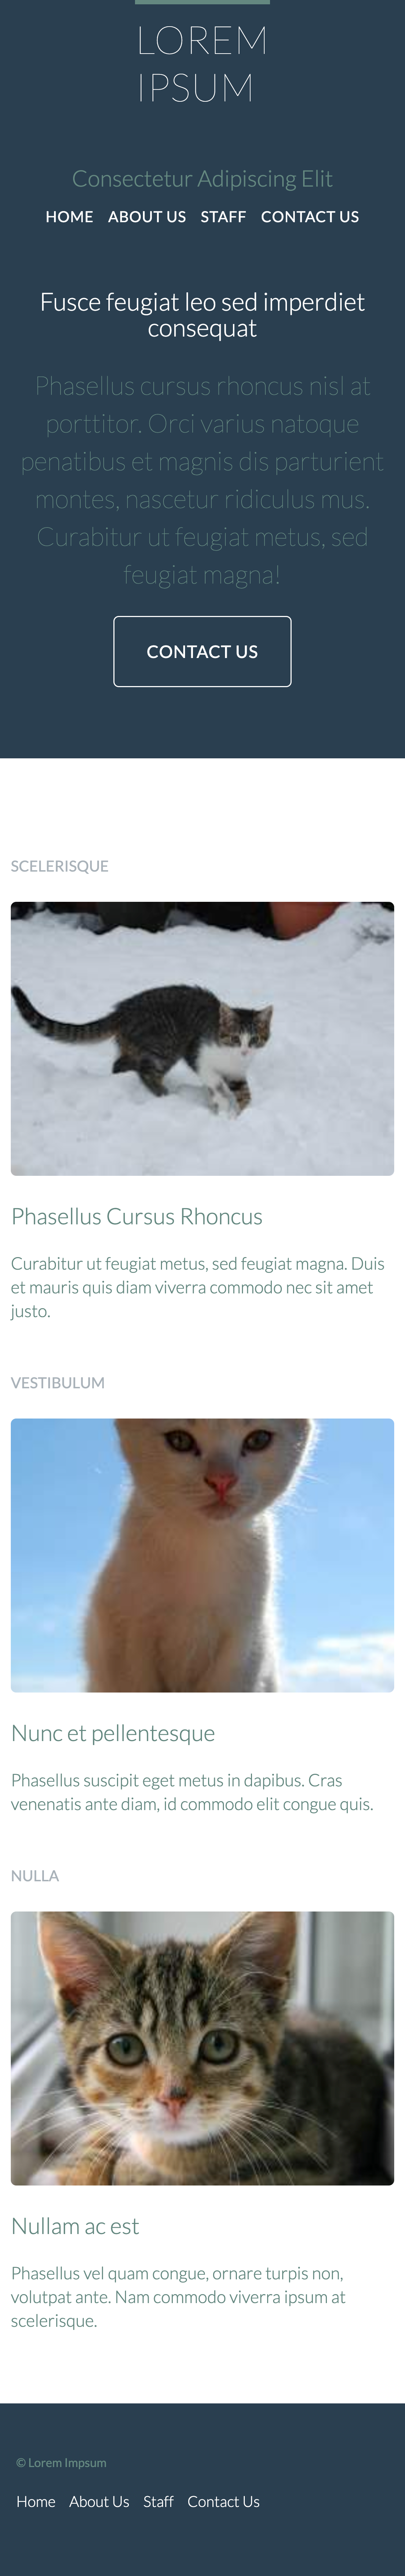 LOREM
IPSUM
Consectetur Adipiscing Elit
HOME ABOUT US STAFF CONTACT US
Fusce feugiat leo sed imperdiet
consequat
Phasellus cursus rhoncus nisl at
porttitor. Orci varius natoque
penatibus et magnis dis parturient
montes, nascetur ridiculus mus.
Curabitur ut feugiat metus, sed
feugiat magna!
CONTACT US
SCELERISQUE
Phasellus Cursus Rhoncus
Curabitur ut feugiat metus, sed feugiat magna. Duis
et mauris quis diam viverra commodo nec sit amet
justo.
VESTIBULUM
Nunc et pellentesque
Phasellus suscipit eget metus in dapibus. Cras
venenatis ante diam, id commodo elit congue quis.
NULLA
Nullam ac est
Phasellus vel quam congue, ornare turpis non,
volutpat ante. Nam commodo viverra ipsum at
scelerisque.
© Lorem Impsum
Home About Us Staff Contact Us